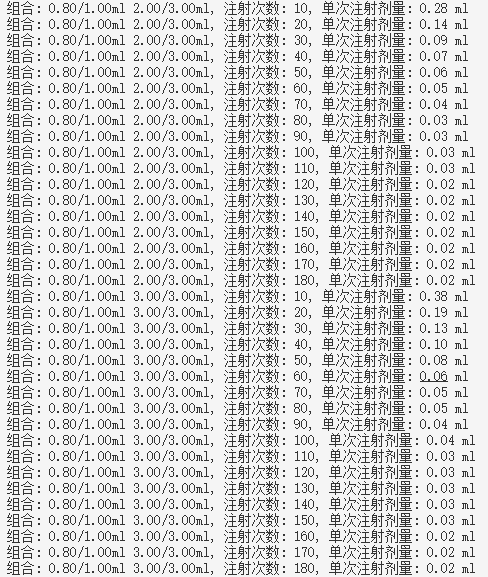 组合: 0.80/1.00ml 2.00/3.00ml, 注射次数: 10, 单次注射剂量: 0.28 ml
组合: 0.80/1.00ml 2.00/3.00ml, 注射次数: 20, 单次注射剂量: 0.14 ml
组合: 0.80/1.00ml 2.00/3.00ml, 注射次数: 30, 单次注射剂量: 0.09 ml
组合: 0.80/1.00ml 2.00/3.00ml, 注射次数: 40, 单次注射剂量: 0.07 ml
组合: 0.80/1.00ml 2.00/3.00ml, 注射次数: 50, 单次注射剂量: 0.06 ml
组合: 0.80/1.00ml 2.00/3.00ml, 注射次数: 60, 单次注射剂量: 0.05 ml
组合: 0.80/1.00ml 2.00/3.00ml, 注射次数: 70, 单次注射剂量: 0.04 ml
组合: 0.80/1.00ml 2.00/3.00ml, 注射次数: 80, 单次注射剂量: 0.03 ml
组合: 0.80/1.00ml 2.00/3.00ml, 注射次数: 90, 单次注射剂量: 0.03 ml
组合: 0.80/1.00ml 2.00/3.00ml, 注射次数: 100, 单次注射剂量: 0.03 ml
组合: 0.80/1.00ml 2.00/3.00ml, 注射次数: 110, 单次注射剂量: 0.03 ml
组合: 0.80/1.00ml 2.00/3.00ml, 注射次数: 120, 单次注射剂量: 0.02 ml
组合: 0.80/1.00ml 2.00/3.00ml, 注射次数: 130, 单次注射剂量: 0.02 ml
组合: 0.80/1.00ml 2.00/3.00ml, 注射次数: 140, 单次注射剂量: 0.02 ml
组合: 0.80/1.00ml 2.00/3.00ml, 注射次数: 150, 单次注射剂量: 0.02 ml
组合: 0.80/1.00ml 2.00/3.00ml, 注射次数: 160, 单次注射剂量: 0.02 ml
组合: 0.80/1.00ml 2.00/3.00ml, 注射次数: 170, 单次注射剂量: 0.02 ml
组合: 0.80/1.00ml 2.00/3.00ml, 注射次数: 180, 单次注射剂量: 0.02 ml
组合: 0.80/1.00ml 3.00/3.00ml, 注射次数: 10, 单次注射剂量: 0.38 ml
组合: 0.80/1.00ml 3.00/3.00ml, 注射次数: 20, 单次注射剂量: 0.19 ml
组合: 0.80/1.00ml 3.00/3.00ml, 注射次数: 30, 单次注射剂量: 0.13 ml
组合: 0.80/1.00ml 3.00/3.00ml, 注射次数: 40, 单次注射剂量: 0.10 ml
组合: 0.80/1.00ml 3.00/3.00ml, 注射次数: 50, 单次注射剂量: 0.08 ml
组合: 0.80/1.00ml 3.00/3.00ml, 注射次数: 60, 单次注射剂量: 0.06 ml
组合: 0.80/1.00ml 3.00/3.00ml, 注射次数: 70, 单次注射剂量: 0.05 ml
组合: 0.80/1.00ml 3.00/3.00ml, 注射次数: 80, 单次注射剂量: 0.05 ml
组合: 0.80/1.00ml 3.00/3.00ml, 注射次数: 90, 单次注射剂量: 0.04 ml
组合: 0.80/1.00ml 3.00/3.00ml, 注射次数: 100, 单次注射剂量: 0.04 ml
组合: 0.80/1.00ml 3.00/3.00ml, 注射次数: 110, 单次注射剂量: 0.03 ml
组合: 0.80/1.00ml 3.00/3.00ml, 注射次数: 120, 单次注射剂量: 0.03 ml
组合: 0.80/1.00ml 3.00/3.00ml, 注射次数: 130, 单次注射剂量: 0.03 ml
组合: 0.80/1.00ml 3.00/3.00ml, 注射次数: 140, 单次注射剂量: 0.03 ml
组合: 0.80/1.00ml 3.00/3.00ml, 注射次数: 150, 单次注射剂量: 0.03 ml
组合: 0.80/1.00ml 3.00/3.00ml, 注射次数: 160, 单次注射剂量: 0.02 ml
组合: 0.80/1.00ml 3.00/3.00ml, 注射次数: 170, 单次注射剂量: 0.02 ml
组合: 0.80/1.00ml 3.00/3.00ml, 注射次数: 180, 单次注射剂量: 0.02 ml